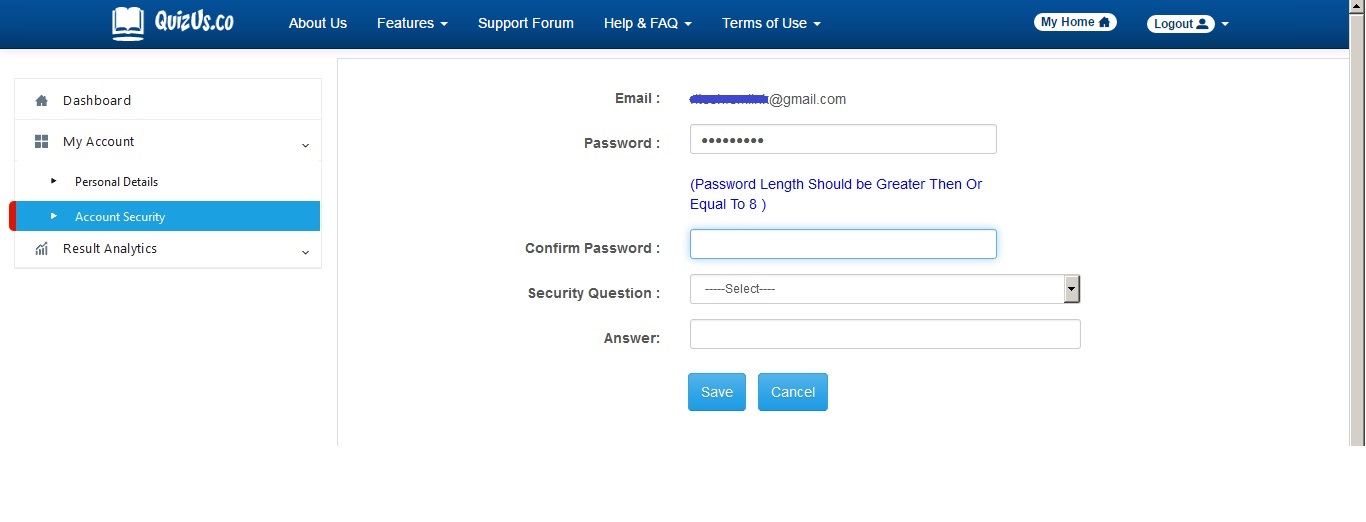 QuizUs.co
About Us Features Support Forum Help & FAQ Terms of Use My Home Logout
Dashboard
My Account
Personal Details
Account Security
Result Analytics
Email : @gmail.com
Password : •••••••••
(Password Length Should be Greater Then Or
Equal To 8 )
Confirm Password :
Security Question : -----Select----
Answer:
Save Cancel